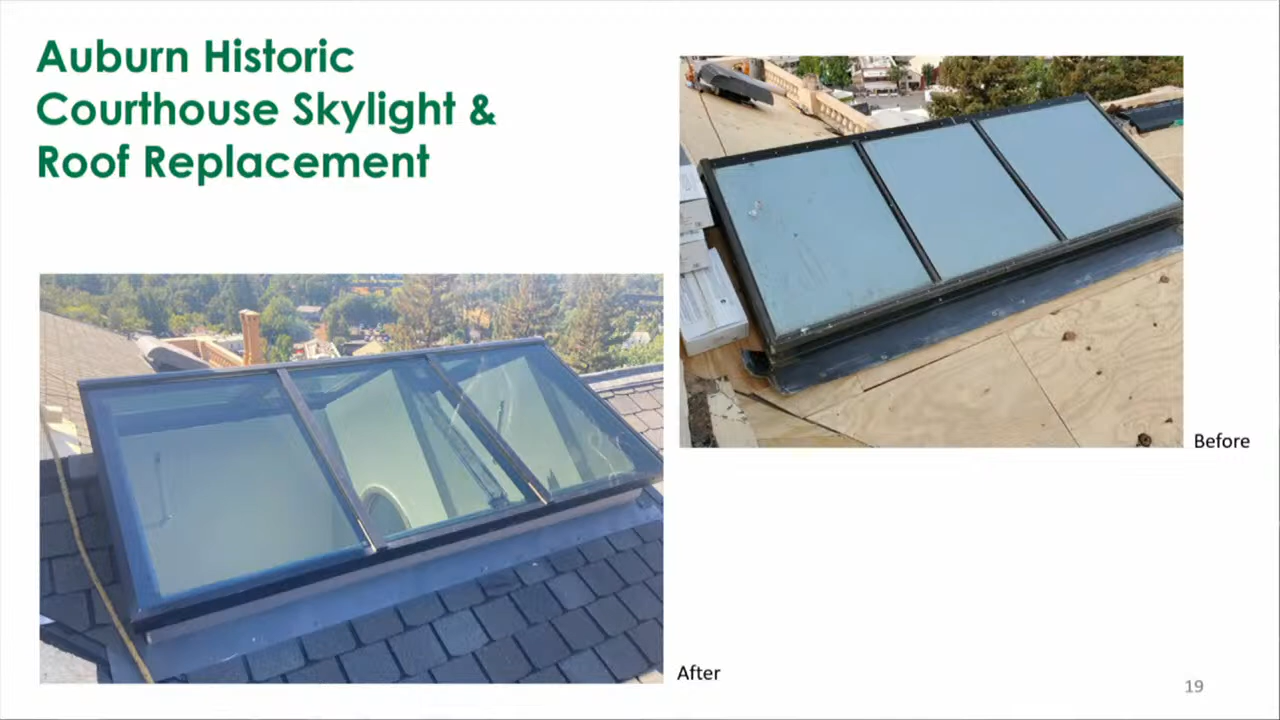 Auburn Historic
Courthouse Skylight &
Roof Replacement
Before
After
19